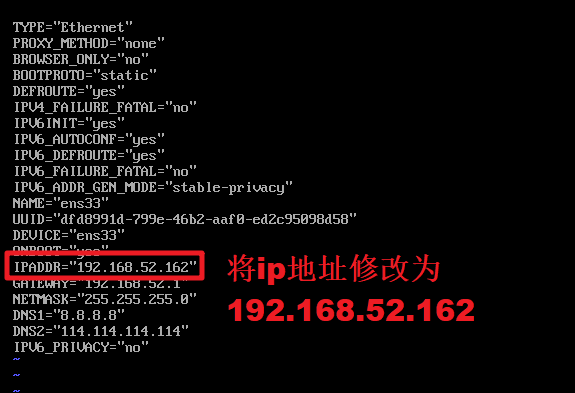 TYPE="Ethernet"
PROXY_METHOD="none"
BROWSER_ONLY="no"
BOOTPROTO="static"
DEFROUTE="yes"
IPV4_FAILURE_FATAL="no"
IPV6INIT="yes"
IPV6_AUTOCONF="yes"
IPV6_DEFROUTE="yes"
IPV6_FAILURE_FATAL="no"
IPV6_ADDR_GEN_MODE="stable-privacy"
NAME="ens33"
UUID="dfd8991d-799e-46b2-aaf0-ed2c95098d58"
DEVICE="ens33"
ONBOOT="yes"
IPADDR="192.168.52.162"
GATEWAY="192.168.52.1"
NETMASK="255.255.255.0"
DNS1="8.8.8.8"
DNS2="114.114.114.114"
IPV6_PRIVACY="no"
~
~
~
将ip地址修改为
192.168.52.162